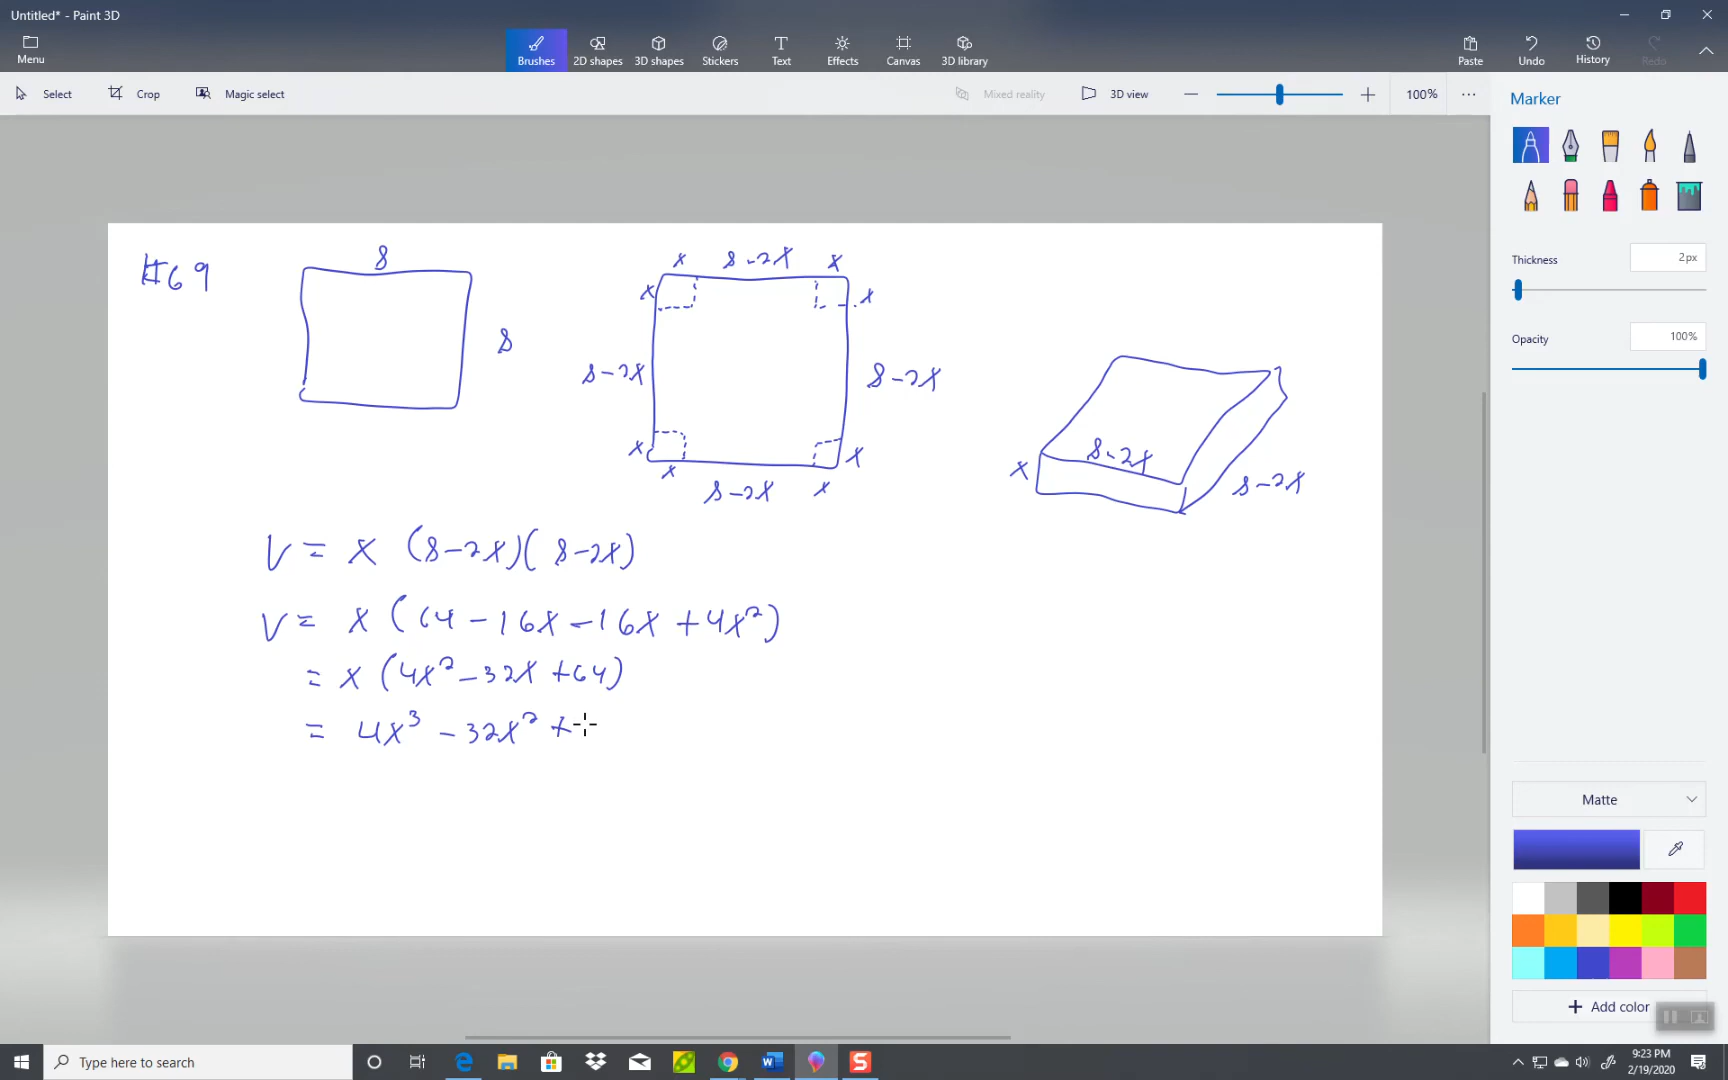 Untitled* - Paint 3D
Menu
Brushes
2D shapes
3D shapes
Stickers
Text
Effects
Canvas
3D library
Paste
Undo
History
Redo
Select
Crop
Magic select
Mixed reality
3D view
100%
Marker
Thickness
2px
Opacity
100%
Matte
Add color
#69
8
8
x 8-2x x
x x
8-2x 8-2x
x x
x 8-2x x
x 8-2x 8-2x
V = x (8-2x)(8-2x)
V = x (64 - 16x - 16x + 4x²)
= x (4x² - 32x + 64)
= 4x³ - 32x² +
Type here to search
9:23 PM
2/19/2020